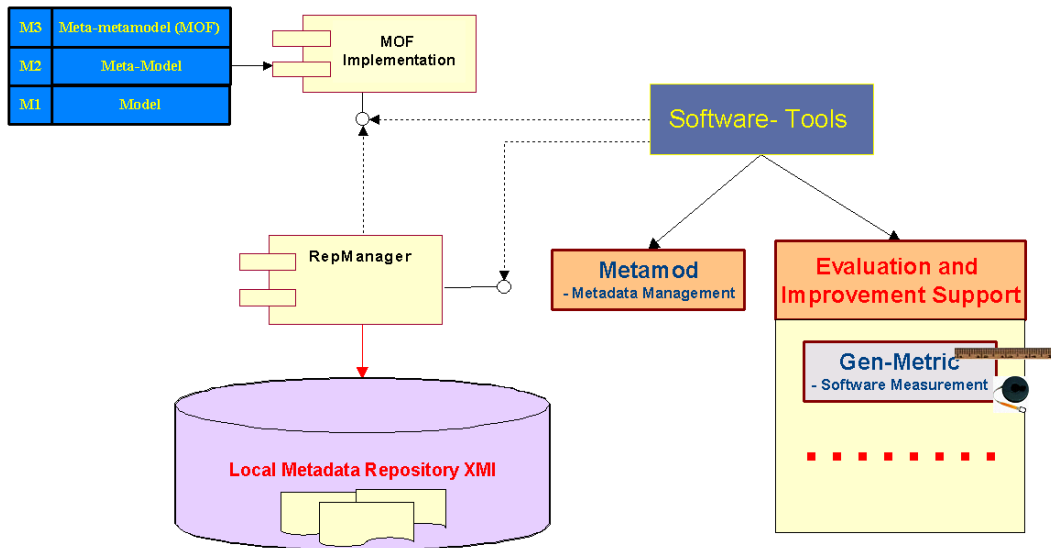 M3 Meta-metamodel (MOF)
M2 Meta-Model
M1 Model
MOF
Implementation
Software- Tools
RepManager
Metamod
- Metadata Management
Evaluation and
Improvement Support
Gen-Metric
- Software Measurement
Local Metadata Repository XMI